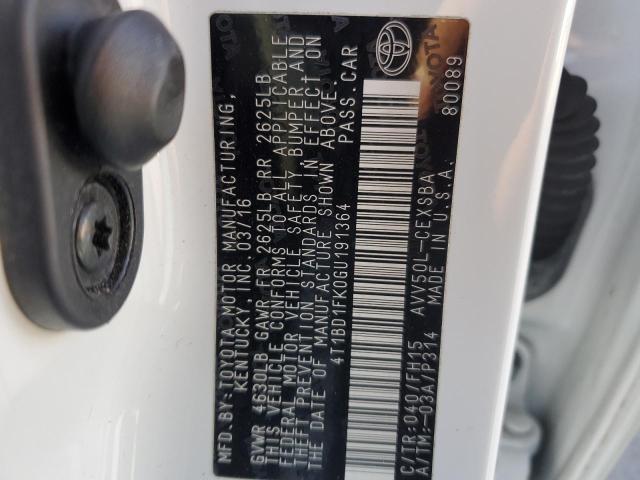 MFD.BY:TOYOTA MOTOR MANUFACTURING,
KENTUCKY, INC. 03/16
GVWR 4630LB GAWR FR 2625LB RR 2625LB
THIS VEHICLE CONFORMS TO ALL APPLICABLE
FEDERAL MOTOR VEHICLE SAFETY, BUMPER AND
THEFT PREVENTION STANDARDS IN EFFECT ON
THE DATE OF MANUFACTURE SHOWN ABOVE.
4T1BD1FK0GU191364 PASS.CAR
C/TR:040/FH15 AVV50L-CEXSBA
A/TM:-03A/P314 MADE IN U.S.A.
TOYOTA
80089